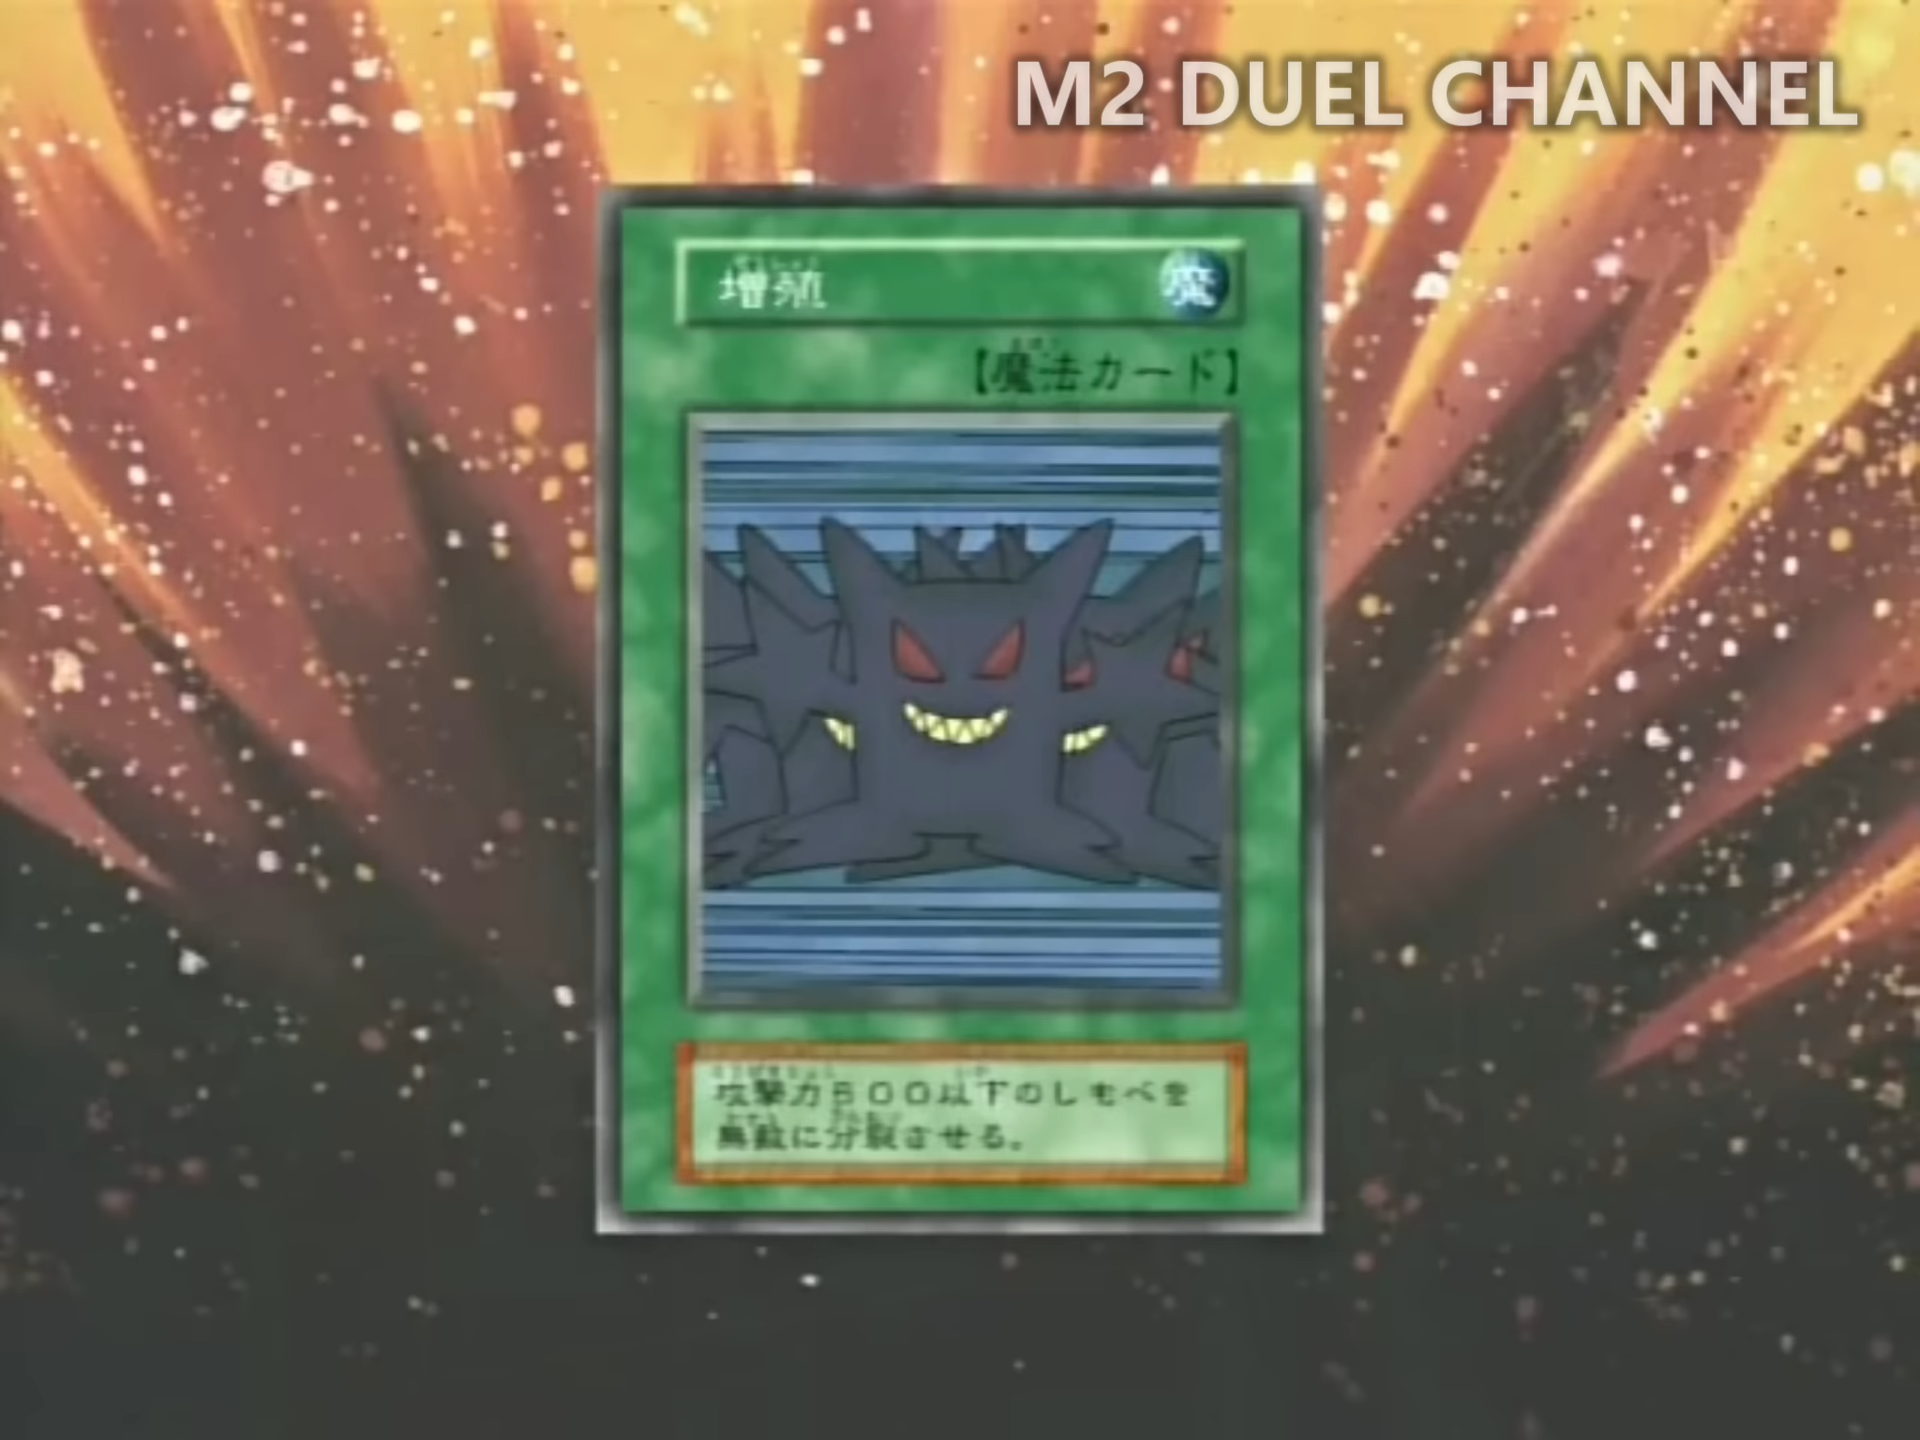 M2 DUEL CHANNEL
増殖
魔
【魔法カード】
攻撃力500以下のしもべを
無数に分裂させる。